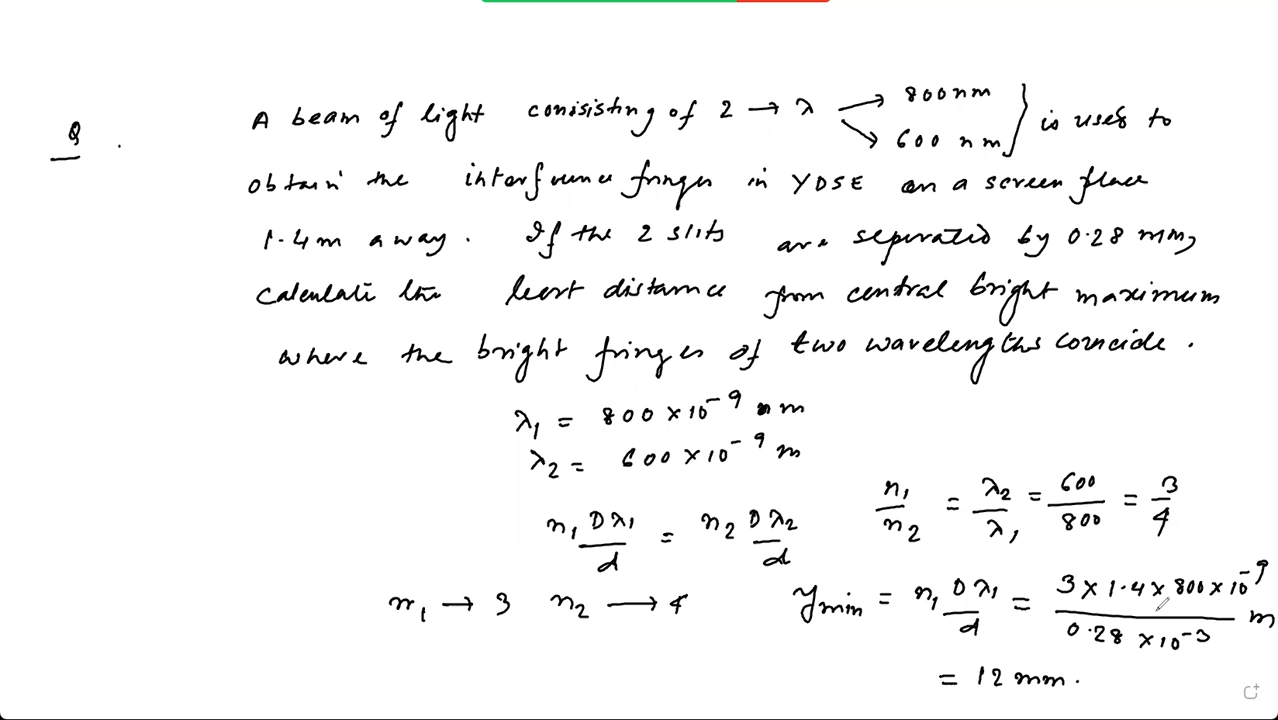 Q . A beam of light conisisting of 2 → λ → 800 nm
→ 600 nm } is used to
obtain the interference fringes in YDSE on a screen place
1.4m away. If the 2 slits are seperated by 0.28 mm,
calculate the least distance from central bright maximum
where the bright fringes of two wavelengths coincide.
λ₁ = 800 × 10⁻⁹ m
λ₂ = 600 × 10⁻⁹ m
n₁ Dλ₁/d = n₂ Dλ₂/d
n₁/n₂ = λ₂/λ₁ = 600/800 = 3/4
n₁ → 3 n₂ → 4
ymin = n₁ Dλ₁/d = 3 × 1.4 × 800 × 10⁻⁹ / 0.28 × 10⁻³ m
= 12 mm.